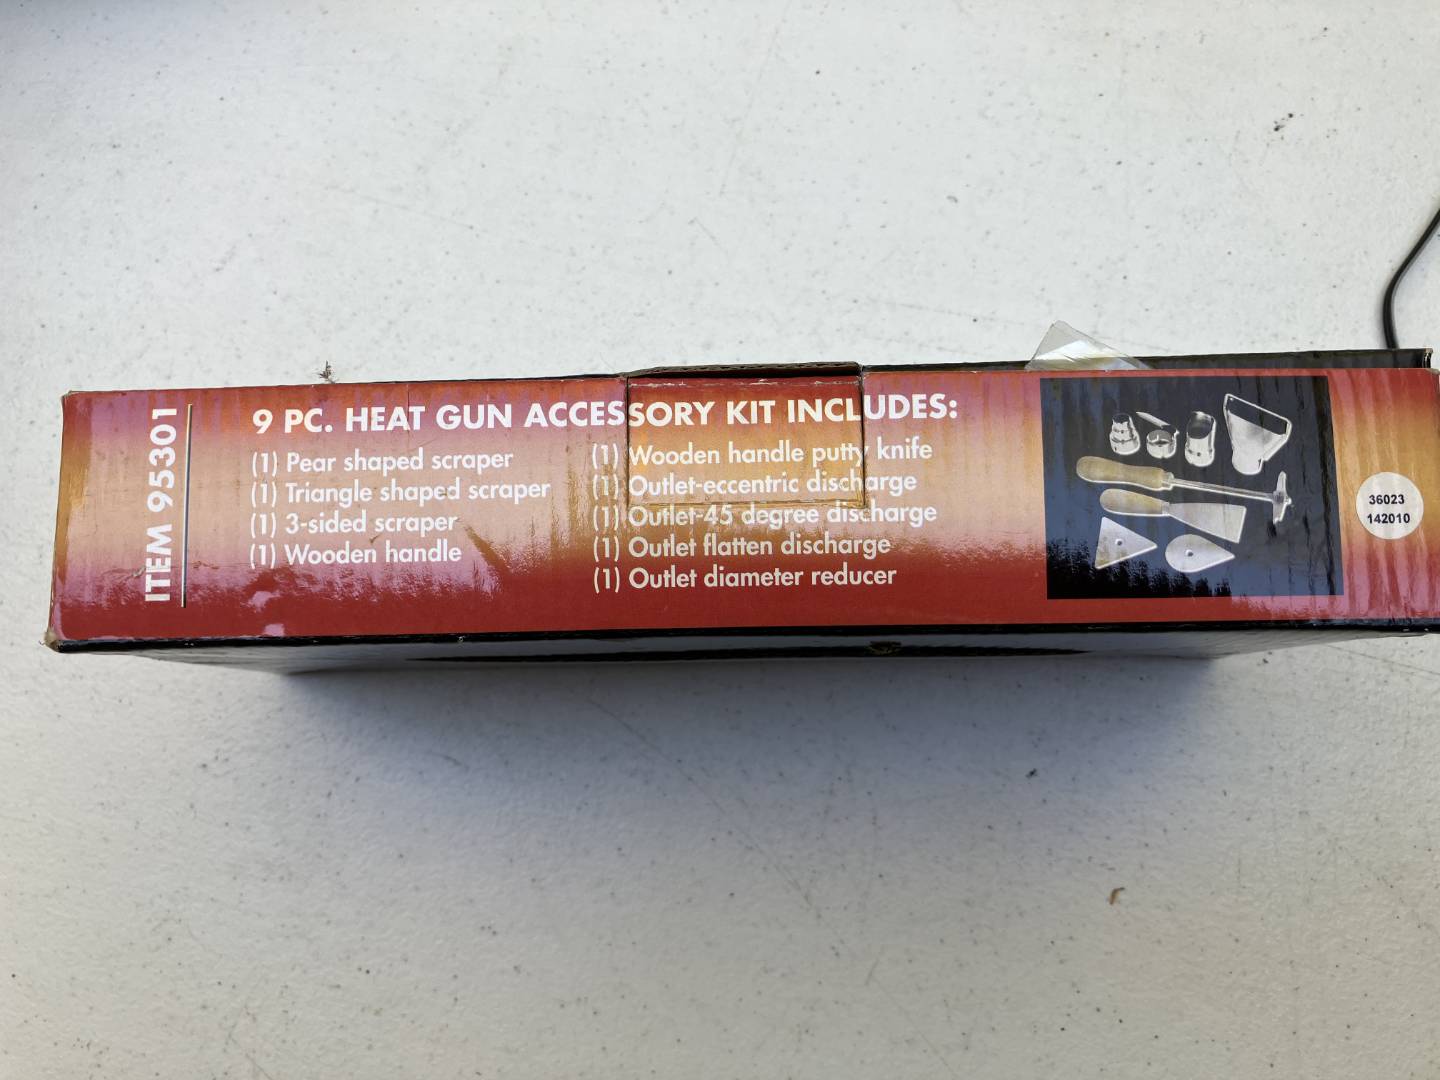 ITEM 95301
9 PC. HEAT GUN ACCESSORY KIT INCLUDES:
(1) Pear shaped scraper
(1) Triangle shaped scraper
(1) 3-sided scraper
(1) Wooden handle
(1) Wooden handle putty knife
(1) Outlet-eccentric discharge
(1) Outlet-45 degree discharge
(1) Outlet flatten discharge
(1) Outlet diameter reducer
36023
142010